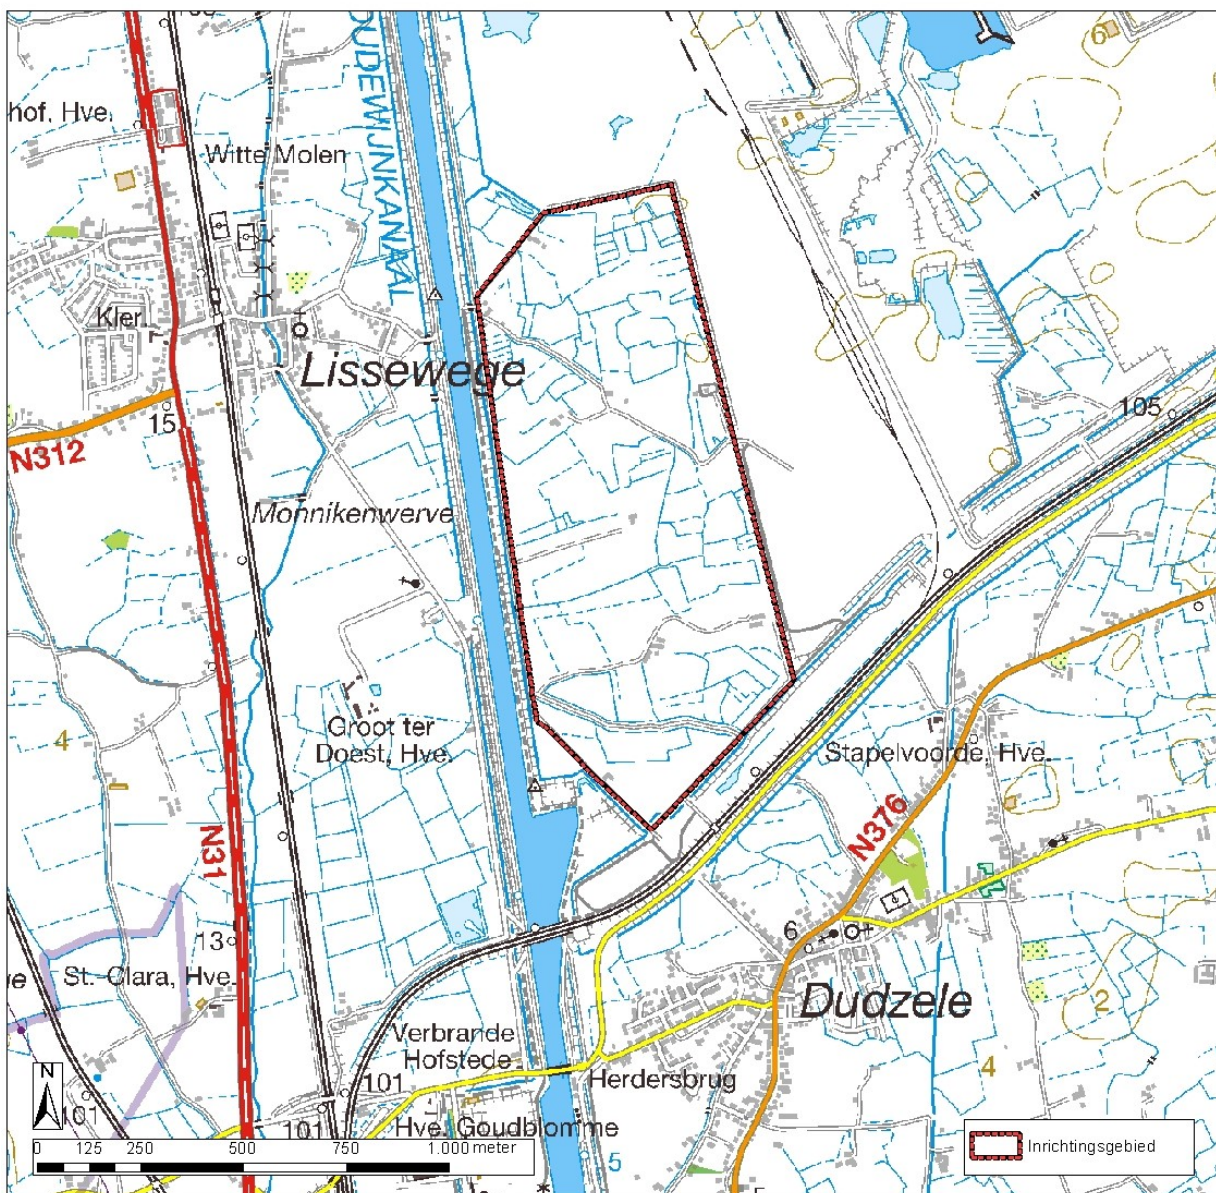 6
hof. Hve.
Witte Molen
OUDEWIJNKANAAL
Kler.
Lissewege
15
N312
105
Monnikenwerve
Groot ter
Doest, Hve.
4
Stapelvoorde, Hve.
N376
N31
6
13
St.-Clara, Hve.
Dudzele
2
Verbrande
Hofstede
4
101
Herdersbrug
N
101
101
Hve. Goudblomme
5
0 125 250 500 750 1.000 meter
Inrichtingsgebied